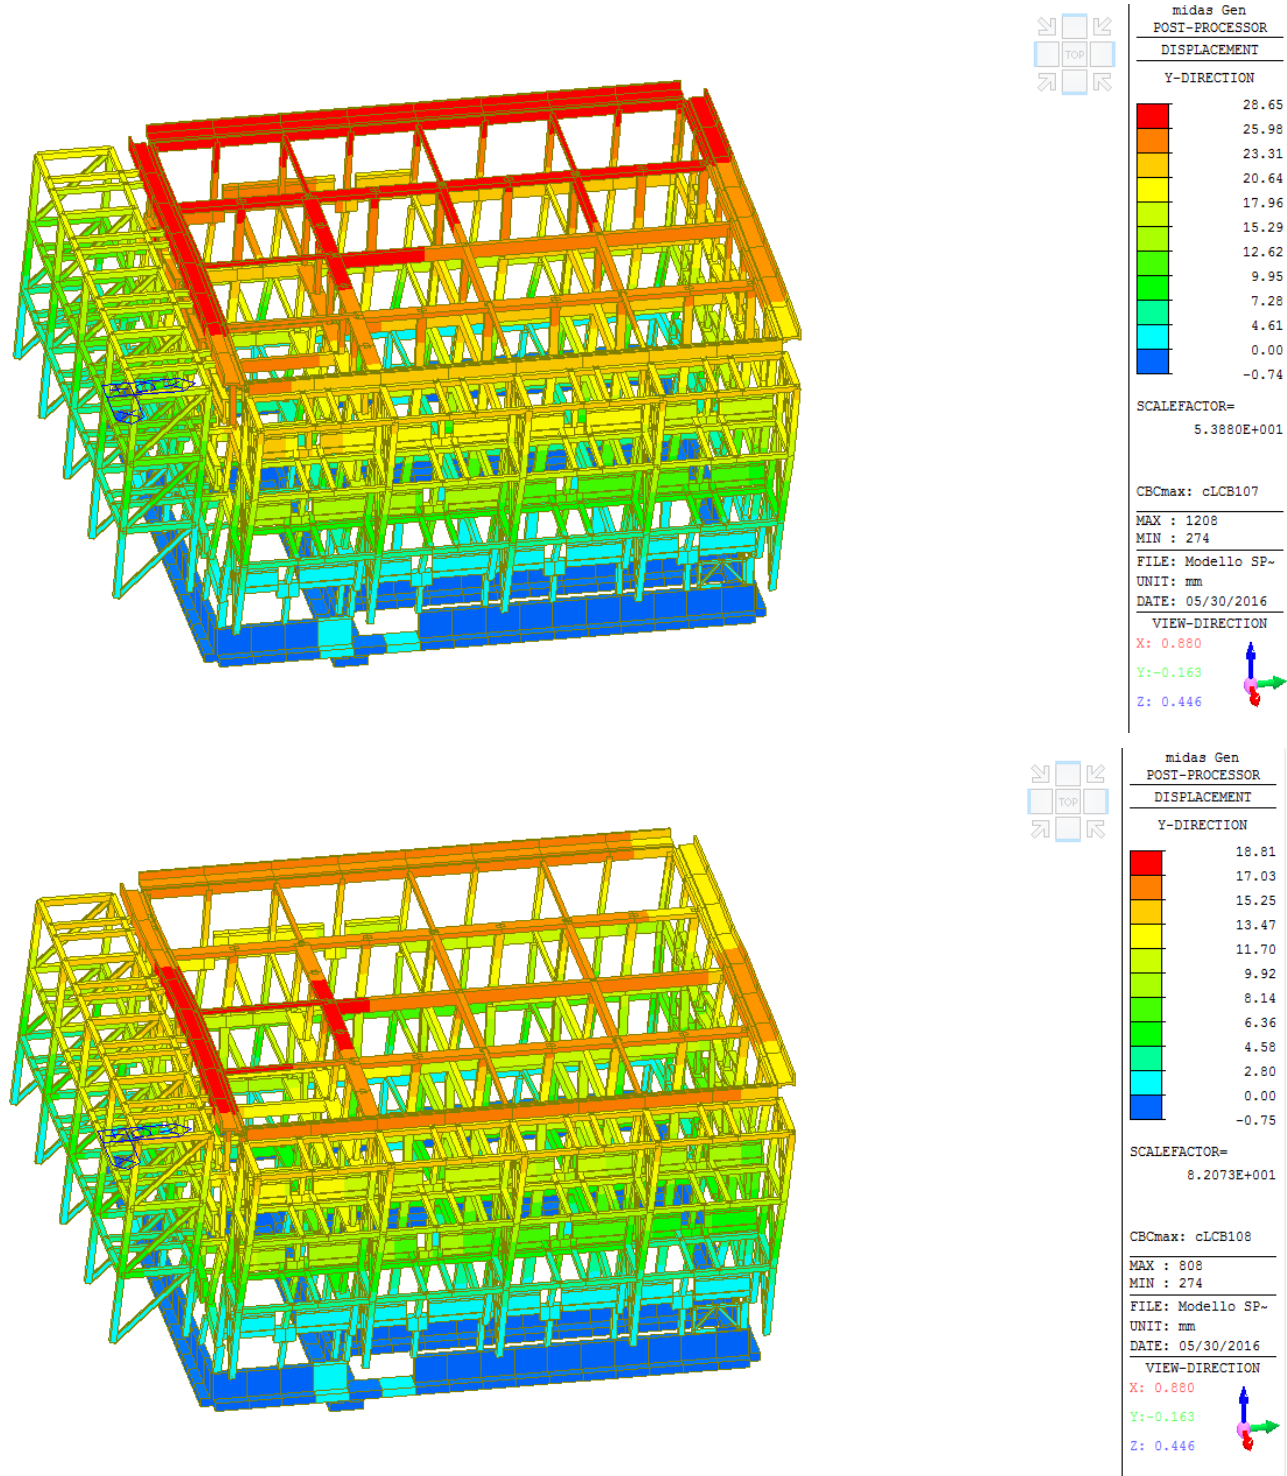 TOP
midas Gen
POST-PROCESSOR
DISPLACEMENT
Y-DIRECTION
28.65
25.98
23.31
20.64
17.96
15.29
12.62
9.95
7.28
4.61
0.00
-0.74
SCALEFACTOR=
5.3880E+001
CBCmax: cLCB107
MAX : 1208
MIN : 274
FILE: Modello SP~
UNIT: mm
DATE: 05/30/2016
VIEW-DIRECTION
X: 0.880
Y:-0.163
Z: 0.446
TOP
midas Gen
POST-PROCESSOR
DISPLACEMENT
Y-DIRECTION
18.81
17.03
15.25
13.47
11.70
9.92
8.14
6.36
4.58
2.80
0.00
-0.75
SCALEFACTOR=
8.2073E+001
CBCmax: cLCB108
MAX : 808
MIN : 274
FILE: Modello SP~
UNIT: mm
DATE: 05/30/2016
VIEW-DIRECTION
X: 0.880
Y:-0.163
Z: 0.446